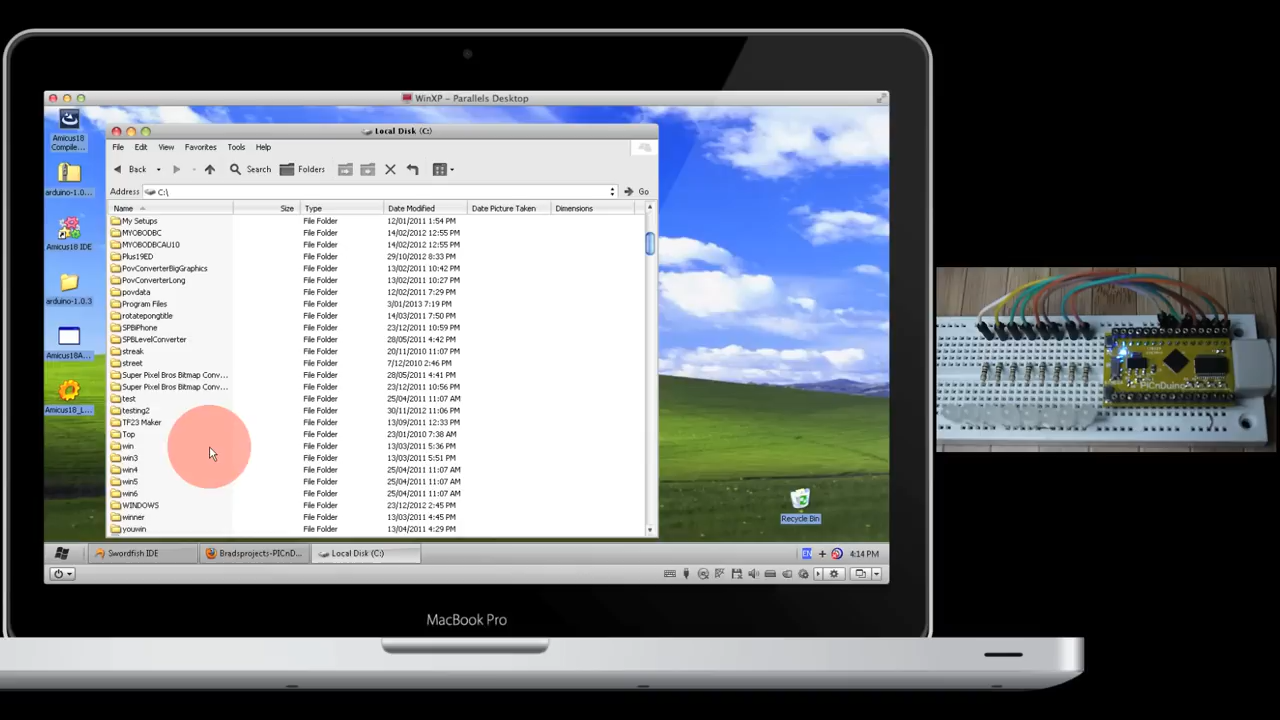 WinXP - Parallels Desktop
Amicus18 Compile...
arduino-1.0...
Amicus18 IDE
arduino-1.0.3
Amicus18A...
Amicus18_L...
Local Disk (C:)
File Edit View Favorites Tools Help
Back Search Folders
Address C:\ Go
Name Size Type Date Modified Date Picture Taken Dimensions
My Setups File Folder 12/01/2011 1:54 PM
MYOBODBC File Folder 14/02/2012 12:55 PM
MYOBODBCAU10 File Folder 14/02/2012 12:55 PM
Plus19ED File Folder 29/10/2012 8:33 PM
PovConverterBigGraphics File Folder 13/02/2011 10:42 PM
PovConverterLong File Folder 13/02/2011 10:27 PM
povdata File Folder 12/02/2011 7:29 PM
Program Files File Folder 3/01/2013 7:19 PM
rotatepongtitle File Folder 14/03/2011 7:50 PM
SPBiPhone File Folder 23/12/2011 10:59 PM
SPBLevelConverter File Folder 28/05/2011 4:42 PM
streak File Folder 20/11/2010 11:07 PM
street File Folder 7/12/2010 2:46 PM
Super Pixel Bros Bitmap Conv... File Folder 28/05/2011 4:41 PM
Super Pixel Bros Bitmap Conv... File Folder 23/12/2011 10:56 PM
test File Folder 25/04/2011 11:07 AM
testing2 File Folder 30/11/2012 11:06 PM
TF23 Maker File Folder 13/09/2011 12:33 PM
Top File Folder 23/01/2010 7:38 AM
win File Folder 13/03/2011 5:36 PM
win3 File Folder 13/03/2011 5:51 PM
win4 File Folder 25/04/2011 11:07 AM
win5 File Folder 25/04/2011 11:07 AM
win6 File Folder 25/04/2011 11:07 AM
WINDOWS File Folder 23/12/2012 2:45 PM
winner File Folder 13/03/2011 4:45 PM
youwin File Folder 13/04/2011 4:29 PM
Recycle Bin
Swordfish IDE Bradsprojects-PICnD... Local Disk (C:) EN 4:14 PM
MacBook Pro
PICnDuino